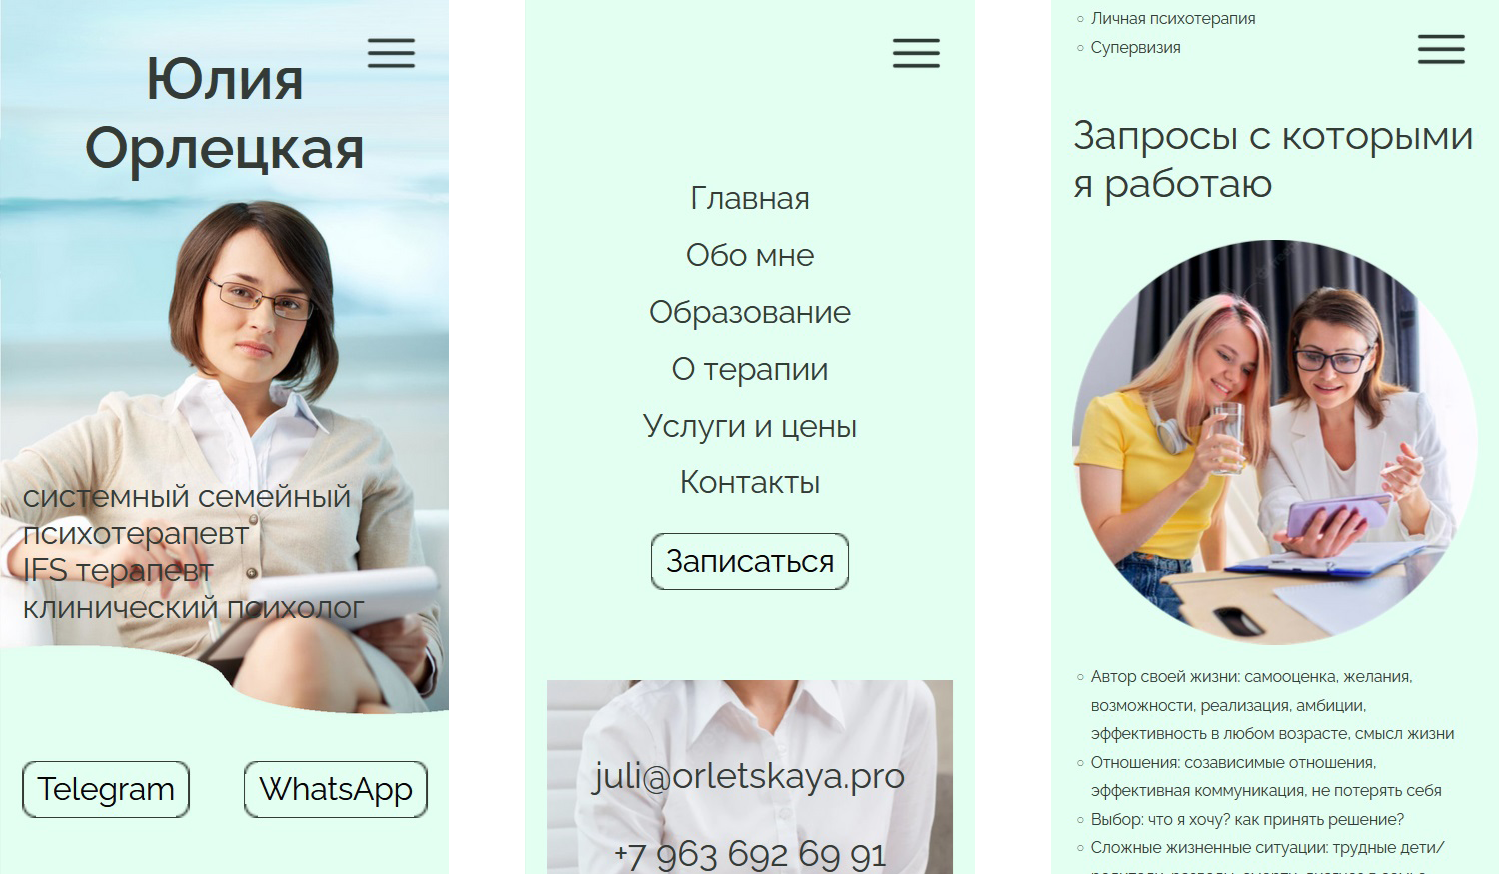 Юлия
Орлецкая
системный семейный
психотерапевт
IFS терапевт
клинический психолог
Telegram
WhatsApp
Главная
Обо мне
Образование
О терапии
Услуги и цены
Контакты
Записаться
juli@orletskaya.pro
+7 963 692 69 91
Личная психотерапия
Супервизия
Запросы с которыми
я работаю
Автор своей жизни: самооценка, желания,
возможности, реализация, амбиции,
эффективность в любом возрасте, смысл жизни
Отношения: созависимые отношения,
эффективная коммуникация, не потерять себя
Выбор: что я хочу? как принять решение?
Сложные жизненные ситуации: трудные дети/